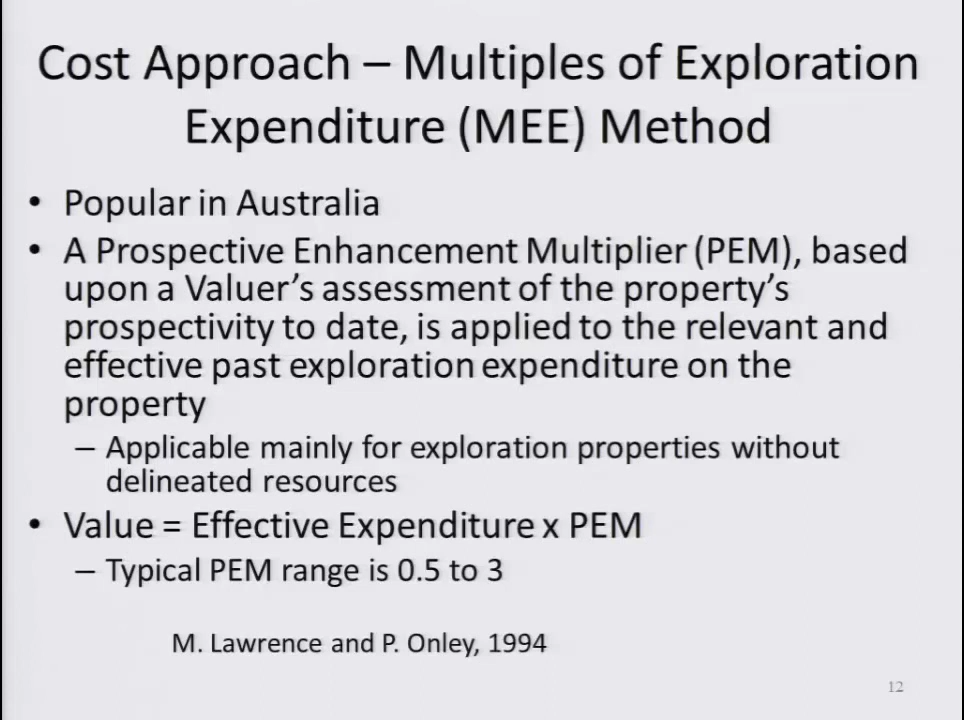 Cost Approach – Multiples of Exploration
Expenditure (MEE) Method
• Popular in Australia
• A Prospective Enhancement Multiplier (PEM), based
upon a Valuer's assessment of the property's
prospectivity to date, is applied to the relevant and
effective past exploration expenditure on the
property
– Applicable mainly for exploration properties without
delineated resources
• Value = Effective Expenditure x PEM
– Typical PEM range is 0.5 to 3
M. Lawrence and P. Onley, 1994
12